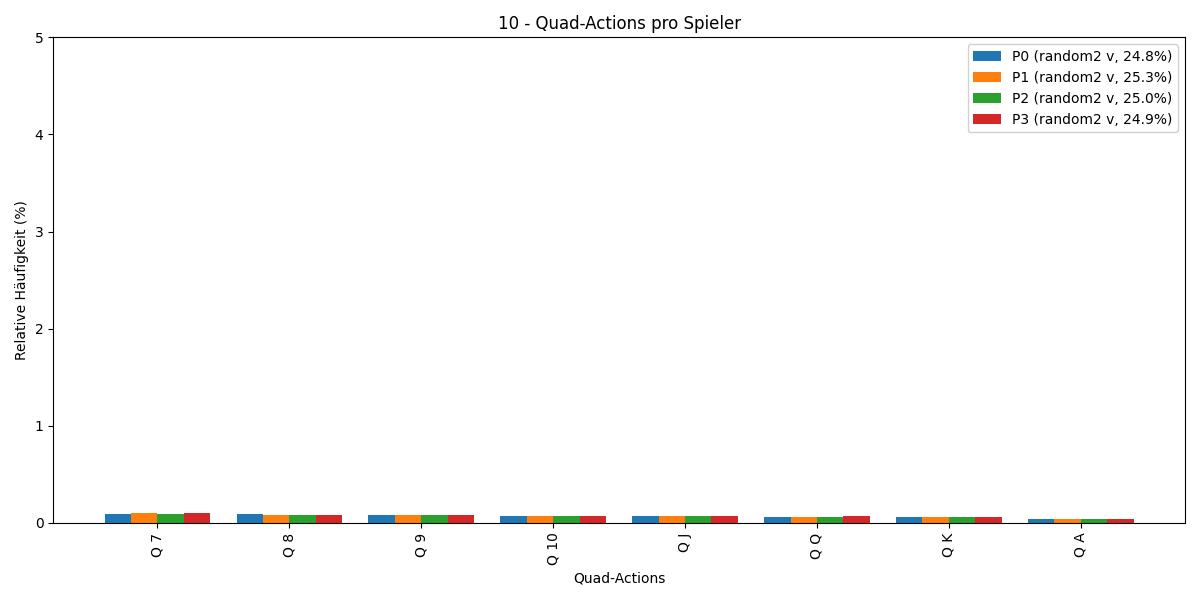 10 - Quad-Actions pro Spieler
P0 (random2 v, 24.8%)
P1 (random2 v, 25.3%)
P2 (random2 v, 25.0%)
P3 (random2 v, 24.9%)
Relative Häufigkeit (%)
5
4
3
2
1
0
Q 7
Q 8
Q 9
Q 10
Q J
Q Q
Q K
Q A
Quad-Actions